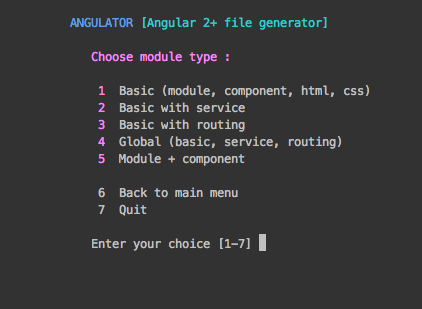 ANGULATOR [Angular 2+ file generator]
Choose module type :
1 Basic (module, component, html, css)
2 Basic with service
3 Basic with routing
4 Global (basic, service, routing)
5 Module + component
6 Back to main menu
7 Quit
Enter your choice [1-7]